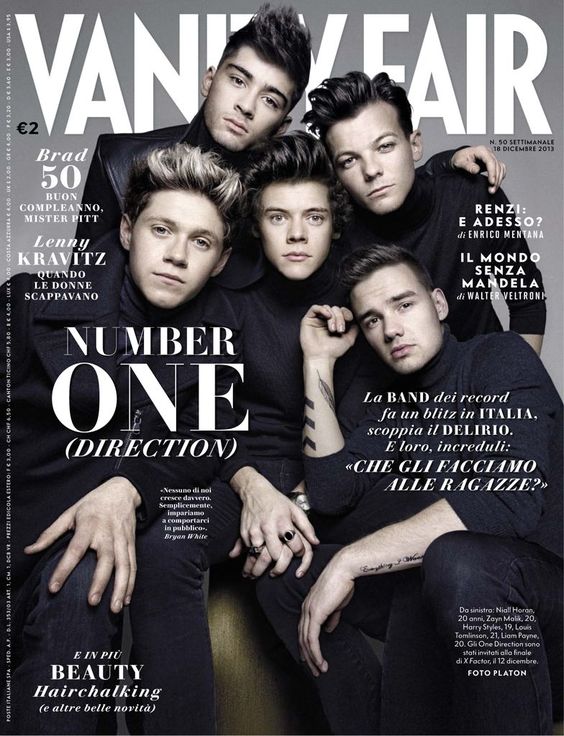 VANITY FAIR
€2
N. 50 SETTIMANALE
18 DICEMBRE 2013
Brad
50
BUON
COMPLEANNO,
MISTER PITT
Lenny
KRAVITZ
QUANDO
LE DONNE
SCAPPAVANO
RENZI:
E ADESSO?
di ENRICO MENTANA
IL MONDO
SENZA
MANDELA
di WALTER VELTRONI
NUMBER
ONE
(DIRECTION)
La BAND dei record
fa un blitz in ITALIA,
scoppia il DELIRIO.
E loro, increduli:
«CHE GLI FACCIAMO
ALLE RAGAZZE?»
«Nessuno di noi
cresce davvero.
Semplicemente,
impariamo
a comportarci
in pubblico».
Bryan White
Everything I Wanted
Da sinistra: Niall Horan,
20 anni, Zayn Malik, 20,
Harry Styles, 19, Louis
Tomlinson, 21, Liam Payne,
20. Gli One Direction sono
stati invitati alla finale
di X Factor, il 12 dicembre.
FOTO PLATON
E IN PIÙ
BEAUTY
Hairchalking
(e altre belle novità)